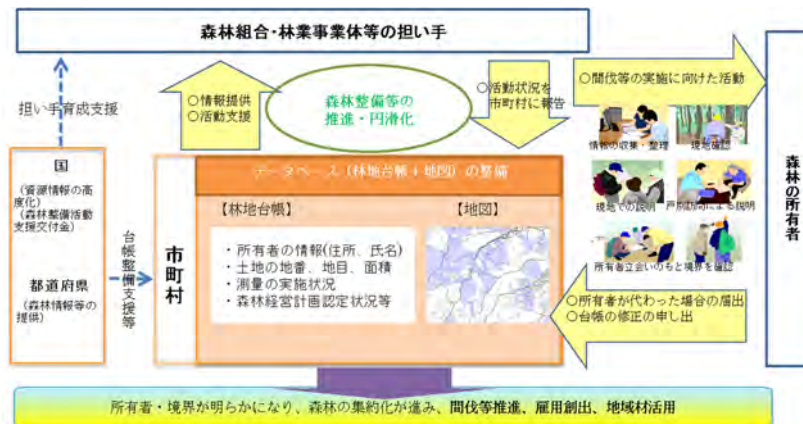 森林組合・林業事業体等の担い手
担い手育成支援
○情報提供
○活動支援
森林整備等の
推進・円滑化
○活動状況を
市町村に報告
○間伐等の実施に向けた活動
情報の収集・整理
現地確認
現地での説明
戸別訪問による説明
所有者立会いのもと境界を確認
森林の所有者
国
（資源情報の高
度化）
（森林整備活動
支援交付金）
都道府県
（森林情報等の
提供）
台帳整備支援等
市町村
データベース（林地台帳＋地図）の整備
【林地台帳】
・所有者の情報(住所、氏名)
・土地の地番、地目、面積
・測量の実施状況
・森林経営計画認定状況等
【地図】
○所有者が代わった場合の届出
○台帳の修正の申し出
所有者・境界が明らかになり、森林の集約化が進み、間伐等推進、雇用創出、地域材活用